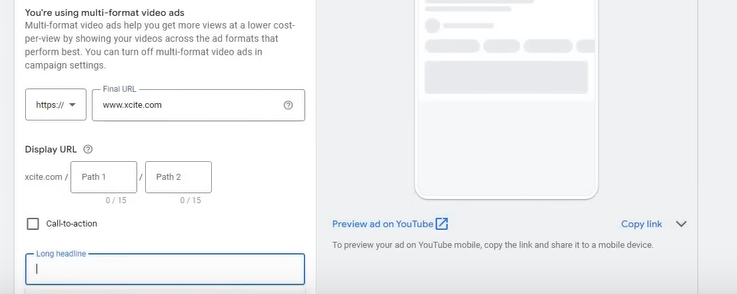 You're using multi-format video ads
Multi-format video ads help you get more views at a lower cost-
per-view by showing your videos across the ad formats that
perform best. You can turn off multi-format video ads in
campaign settings.
Final URL
https://
www.xcite.com
Display URL
xcite.com / Path 1 / Path 2
0 / 15 0 / 15
Call-to-action
Long headline
Preview ad on YouTube Copy link
To preview your ad on YouTube mobile, copy the link and share it to a mobile device.